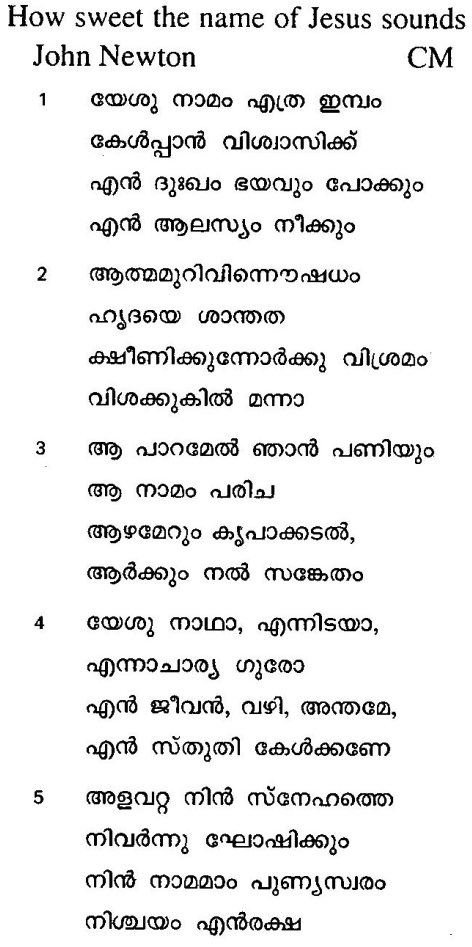 How sweet the name of Jesus sounds
John Newton CM
1 യേശു നാമം എത്ര ഇമ്പം
കേൾപ്പാൻ വിശ്വാസിക്ക്
എൻ ദുഃഖം ഭയവും പോക്കും
എൻ ആലസ്യം നീക്കും
2 ആത്മമുറിവിന്നൌഷധം
ഹൃദയെ ശാന്തത
ക്ഷീണിക്കുന്നോർക്കു വിശ്രമം
വിശക്കുകിൽ മന്നാ
3 ആ പാറമേൽ ഞാൻ പണിയും
ആ നാമം പരിച
ആഴമേറും കൃപാക്കടൽ,
ആർക്കും നൽ സങ്കേതം
4 യേശു നാഥാ, എന്നിടയാ,
എന്നാചാര്യ ഗുരോ
എൻ ജീവൻ, വഴി, അന്തമേ,
എൻ സ്തുതി കേൾക്കണേ
5 അളവറ്റ നിൻ സ്നേഹത്തെ
നിവർന്നു ഘോഷിക്കും
നിൻ നാമമാം പുണ്യസ്വരം
നിശ്ചയം എൻരക്ഷ